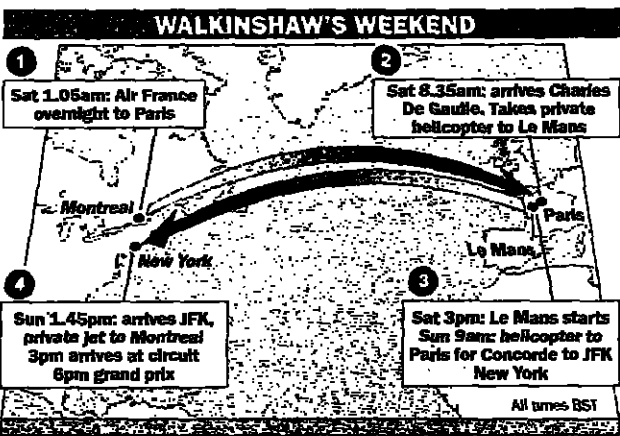 WALKINSHAW'S WEEKEND
1
Sat 1.05am: Air France
overnight to Paris
2
Sat 8.35am: arrives Charles
De Gaulle. Takes private
helicopter to Le Mans
Montreal
Paris
New York
Le Mans
4
Sun 1.45pm: arrives JFK,
private jet to Montreal
3pm arrives at circuit
6pm grand prix
3
Sat 3pm: Le Mans starts
Sun 9am: helicopter to
Paris for Concorde to JFK
New York
All times BST